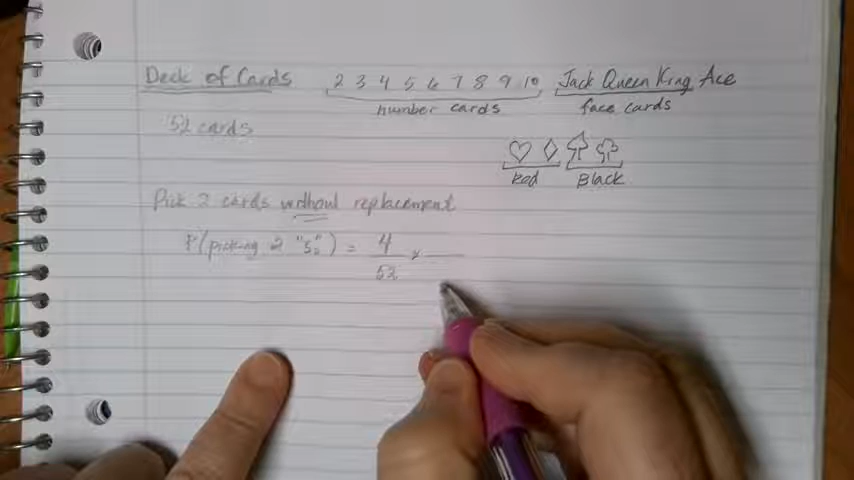 Deck of Cards 2 3 4 5 6 7 8 9 10 Jack Queen King Ace
number cards face cards
52 cards
Red Black
Pick 2 cards without replacement
P(picking 2 "5s") = 4/52 ×